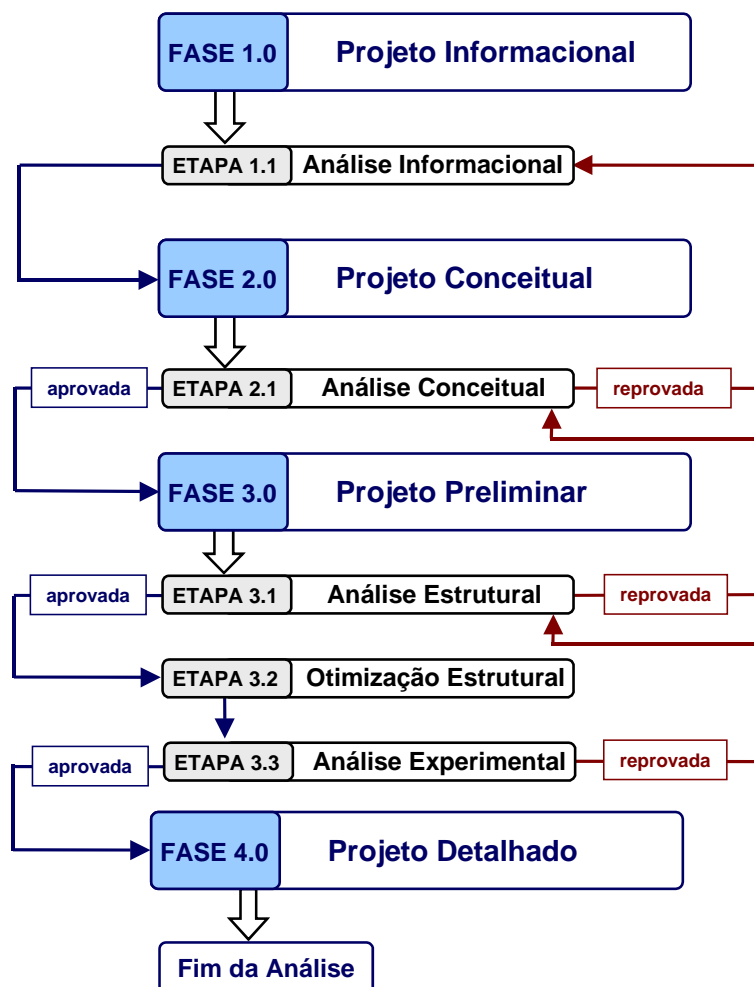 FASE 1.0 Projeto Informacional
ETAPA 1.1 Análise Informacional
FASE 2.0 Projeto Conceitual
aprovada ETAPA 2.1 Análise Conceitual reprovada
FASE 3.0 Projeto Preliminar
aprovada ETAPA 3.1 Análise Estrutural reprovada
ETAPA 3.2 Otimização Estrutural
aprovada ETAPA 3.3 Análise Experimental reprovada
FASE 4.0 Projeto Detalhado
Fim da Análise